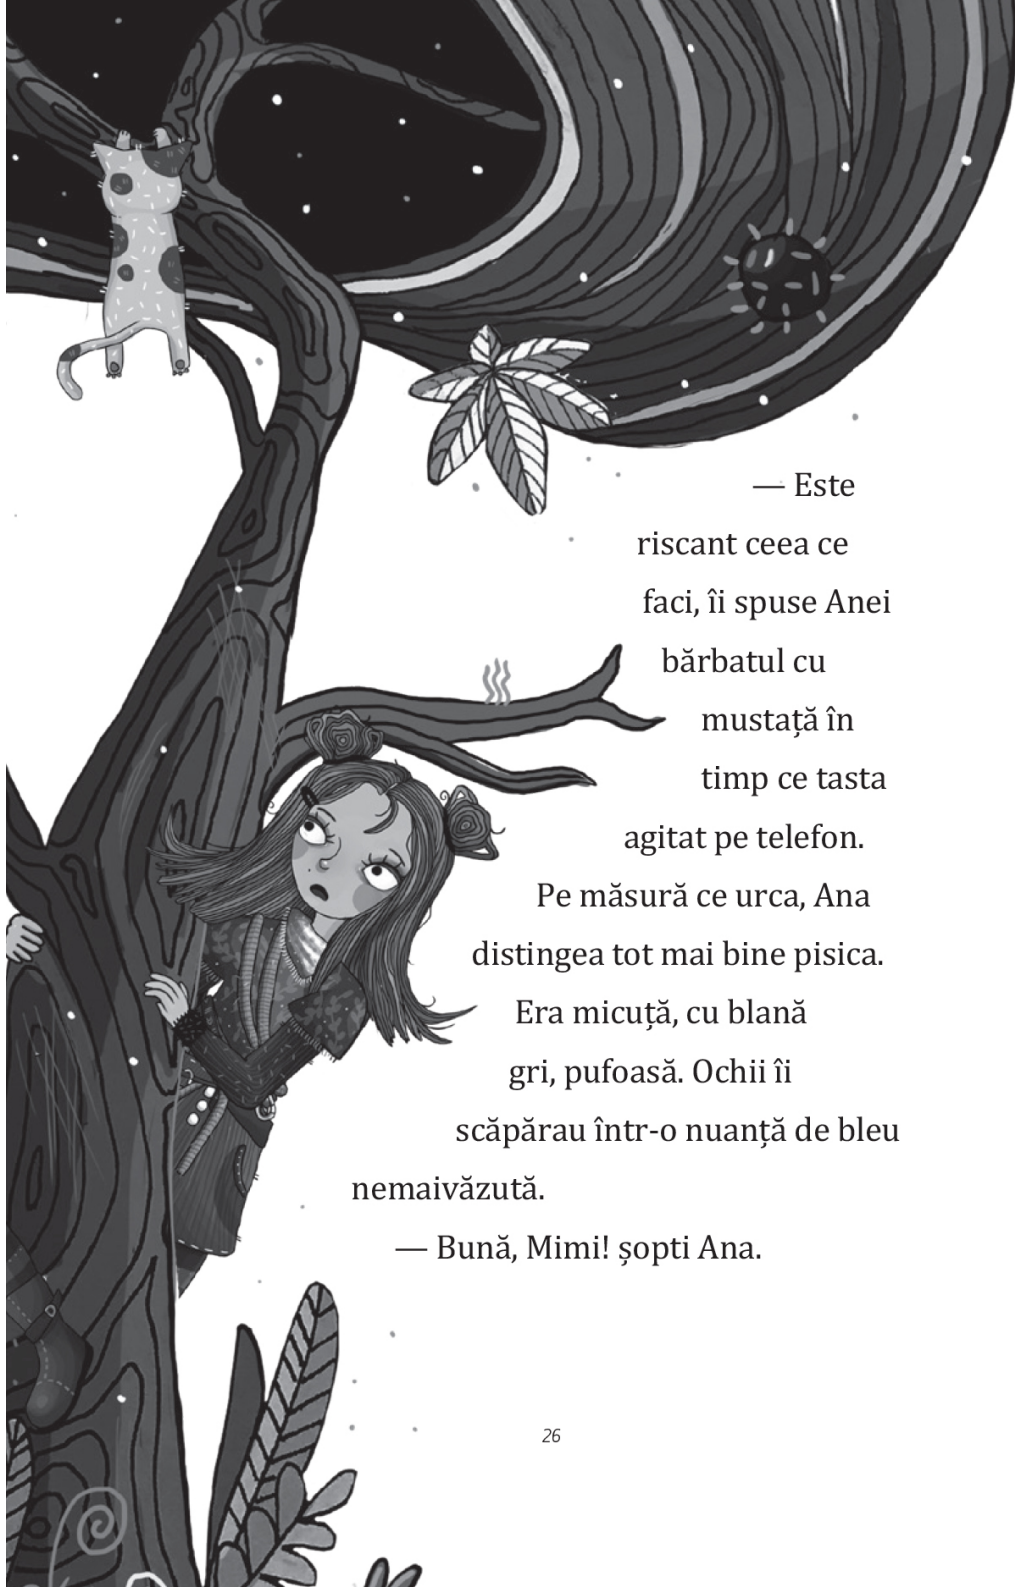 — Este
riscant ceea ce
faci, îi spuse Anei
bărbatul cu
mustață în
timp ce tasta
agitat pe telefon.
Pe măsură ce urca, Ana
distingea tot mai bine pisica.
Era micuță, cu blană
gri, pufoasă. Ochii îi
scăpărau într-o nuanță de bleu
nemaivăzută.
— Bună, Mimi! șopti Ana.
26